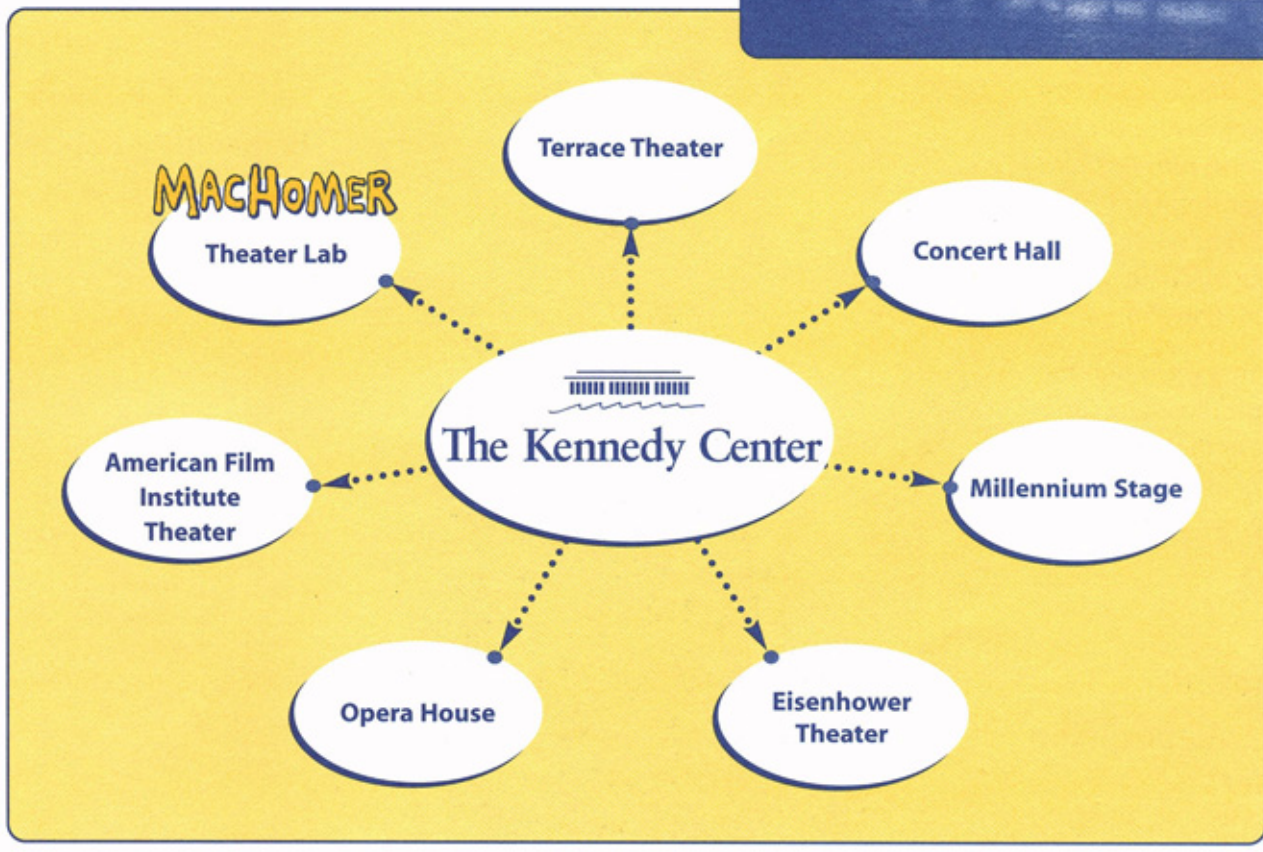 Terrace Theater
MACHOMER
Theater Lab
Concert Hall
The Kennedy Center
American Film
Institute
Theater
Millennium Stage
Opera House
Eisenhower
Theater